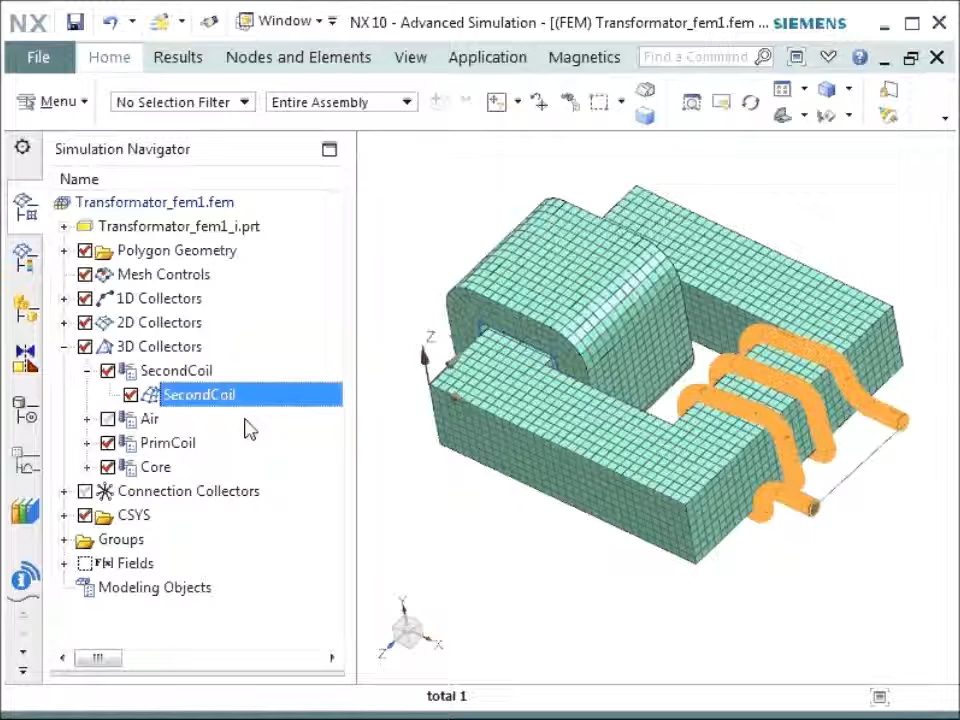 NX Window NX 10 - Advanced Simulation - [(FEM) Transformator_fem1.fem ... SIEMENS
File Home Results Nodes and Elements View Application Magnetics Find a Command
Menu No Selection Filter Entire Assembly
Simulation Navigator
Name
Transformator_fem1.fem
Transformator_fem1_i.prt
Polygon Geometry
Mesh Controls
1D Collectors
2D Collectors
3D Collectors
SecondCoil
SecondCoil
Air
PrimCoil
Core
Connection Collectors
CSYS
Groups
F(x) Fields
Modeling Objects
Z
Y
X
Z
total 1